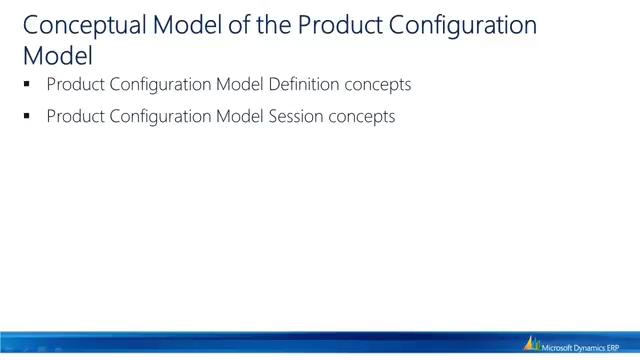 Conceptual Model of the Product Configuration
Model
▪ Product Configuration Model Definition concepts
▪ Product Configuration Model Session concepts
Microsoft Dynamics ERP